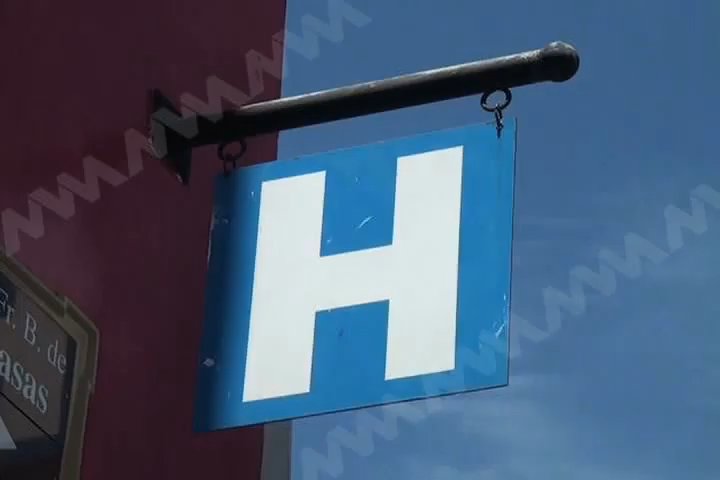 H
Fr. B. de
asas